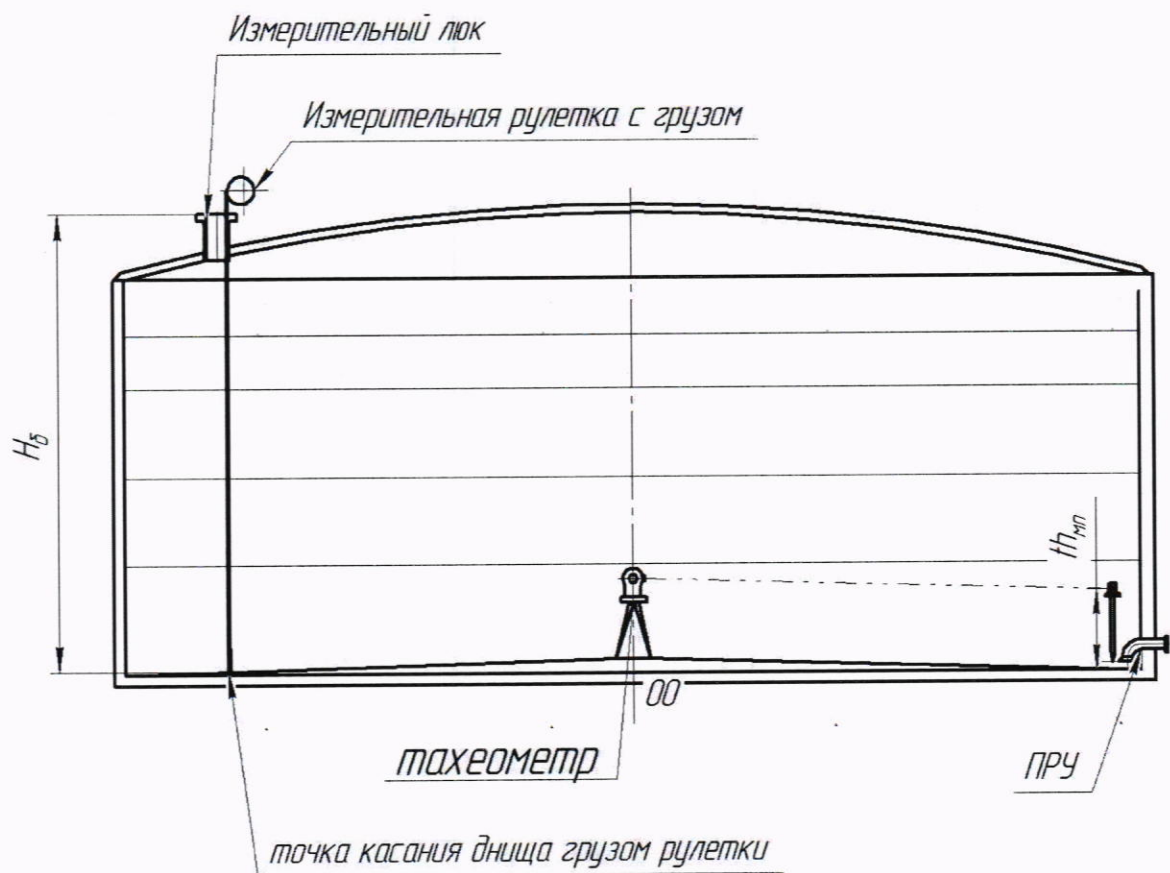 Измерительный люк
Измерительная рулетка с грузом
Hб
thмп
00
тахеометр
ПРУ
точка касания днища грузом рулетки